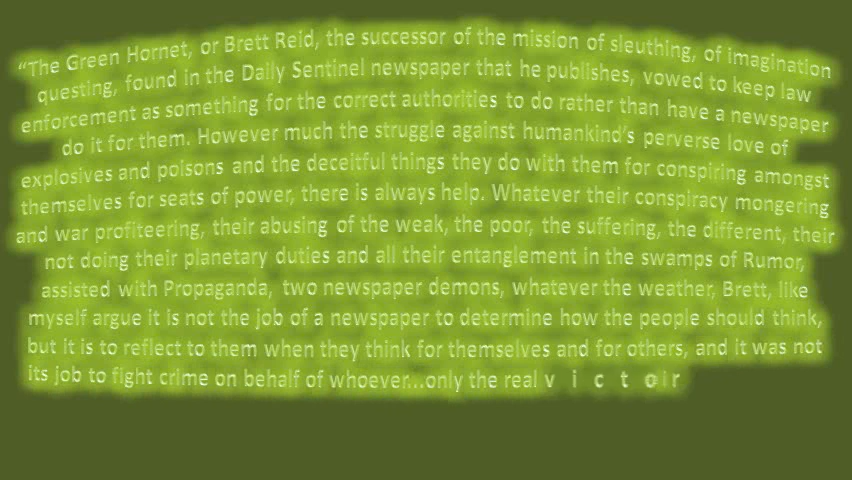 “The Green Hornet, or Brett Reid, the successor of the mission of sleuthing, of imagination
questing, found in the Daily Sentinel newspaper that he publishes, vowed to keep law
enforcement as something for the correct authorities to do rather than have a newspaper
do it for them. However much the struggle against humankind's perverse love of
explosives and poisons and the deceitful things they do with them for conspiring amongst
themselves for seats of power, there is always help. Whatever their conspiracy mongering
and war profiteering, their abusing of the weak, the poor, the suffering, the different, their
not doing their planetary duties and all their entanglement in the swamps of Rumor,
assisted with Propaganda, two newspaper demons, whatever the weather, Brett, like
myself argue it is not the job of a newspaper to determine how the people should think,
but it is to reflect to them when they think for themselves and for others, and it was not
its job to fight crime on behalf of whoever...only the real v i c t oir